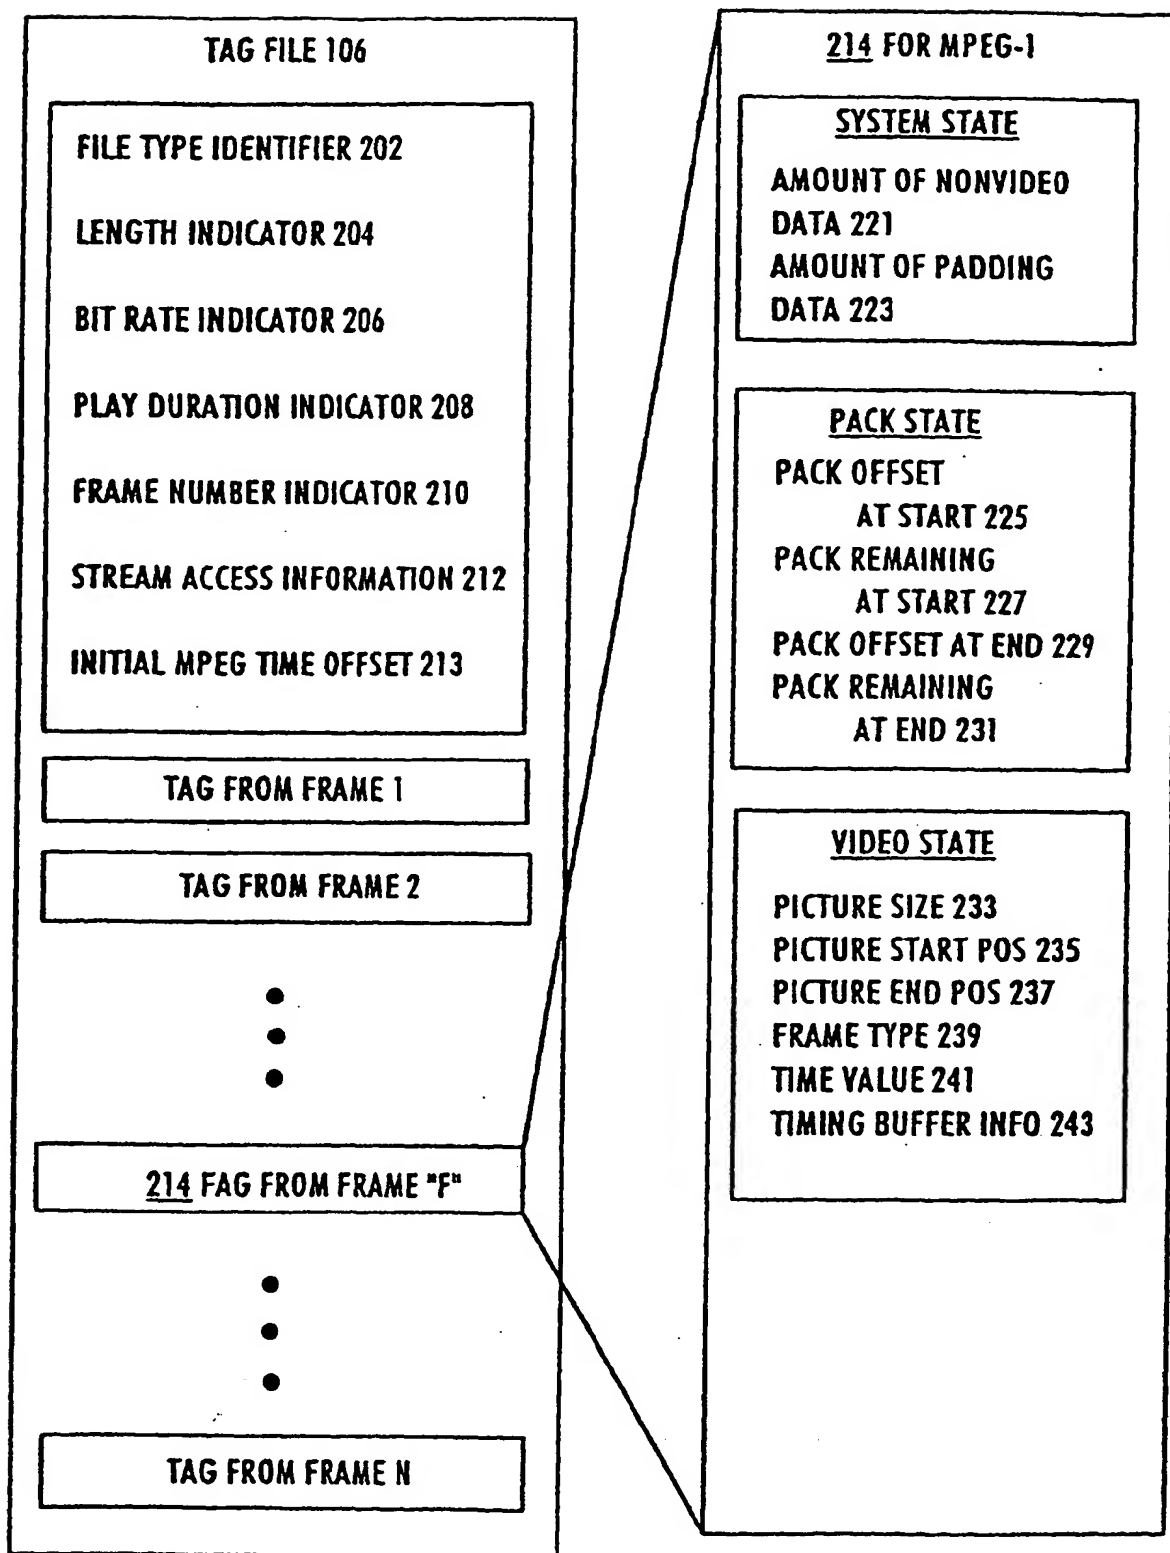 TAG FILE 106
FILE TYPE IDENTIFIER 202
LENGTH INDICATOR 204
BIT RATE INDICATOR 206
PLAY DURATION INDICATOR 208
FRAME NUMBER INDICATOR 210
STREAM ACCESS INFORMATION 212
INITIAL MPEG TIME OFFSET 213
TAG FROM FRAME 1
TAG FROM FRAME 2
214 FAG FROM FRAME "F"
TAG FROM FRAME N
214 FOR MPEG-1
SYSTEM STATE
AMOUNT OF NONVIDEO
DATA 221
AMOUNT OF PADDING
DATA 223
PACK STATE
PACK OFFSET
AT START 225
PACK REMAINING
AT START 227
PACK OFFSET AT END 229
PACK REMAINING
AT END 231
VIDEO STATE
PICTURE SIZE 233
PICTURE START POS 235
PICTURE END POS 237
FRAME TYPE 239
TIME VALUE 241
TIMING BUFFER INFO 243